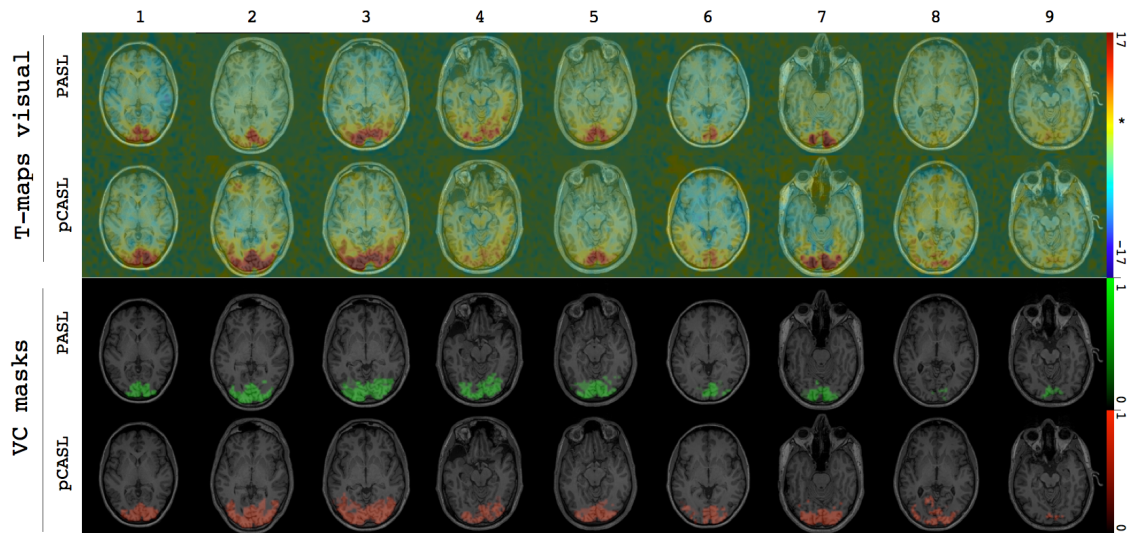 1 2 3 4 5 6 7 8 9
T-maps visual
PASL
pCASL
17
*
-17
VC masks
PASL
pCASL
1
0
1
0